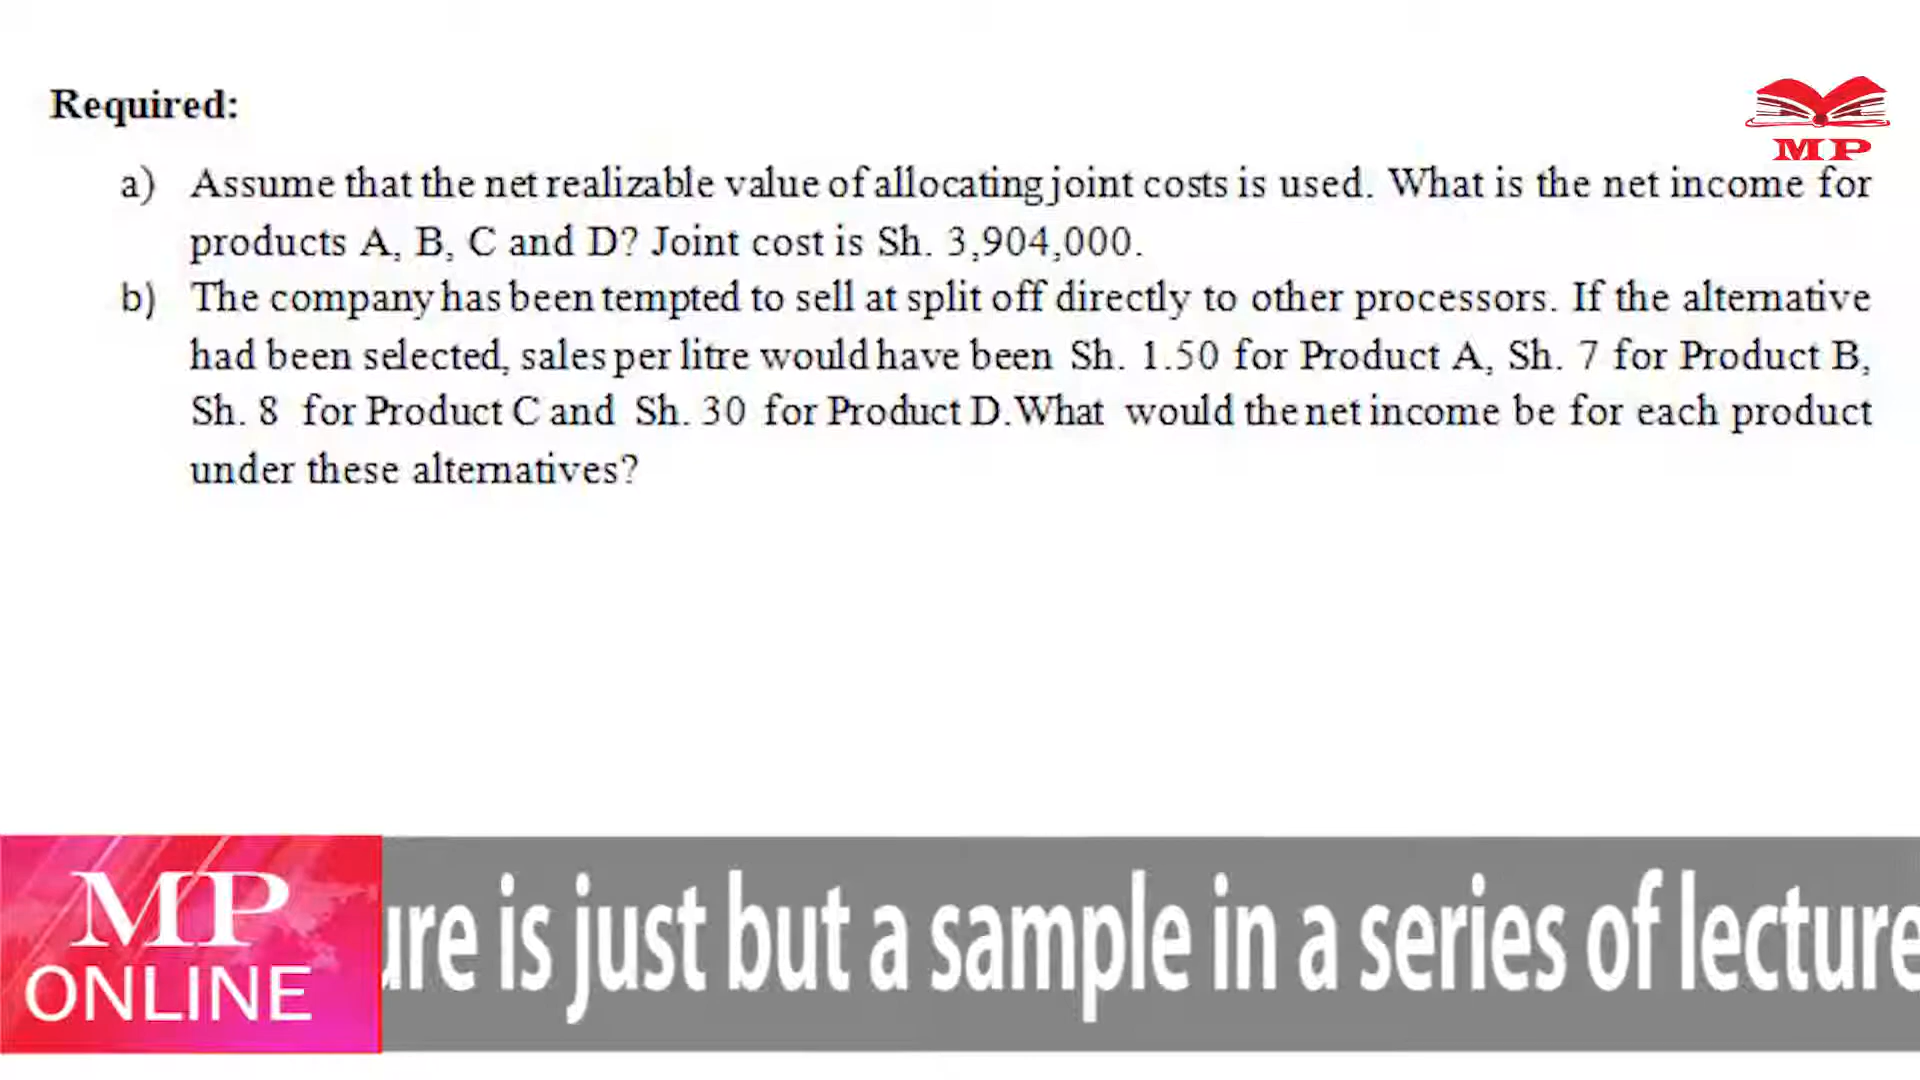 Required:
MP
a) Assume that the net realizable value of allocating joint costs is used. What is the net income for
products A, B, C and D? Joint cost is Sh. 3,904,000.
b) The company has been tempted to sell at split off directly to other processors. If the alternative
had been selected, sales per litre would have been Sh. 1.50 for Product A, Sh. 7 for Product B,
Sh. 8 for Product C and Sh. 30 for Product D. What would the net income be for each product
under these alternatives?
MP
ONLINE
is just but a sample in a series of lecture